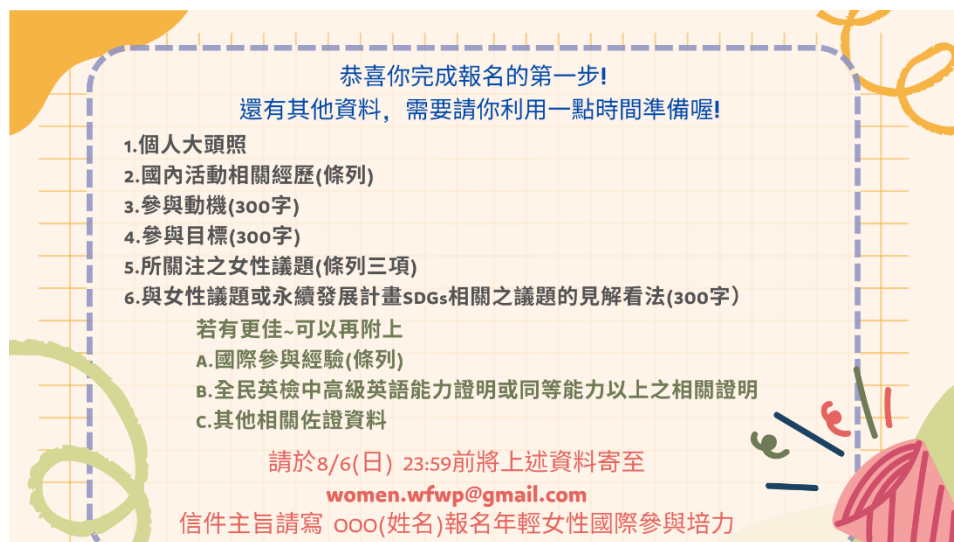 恭喜你完成報名的第一步!
還有其他資料，需要請你利用一點時間準備喔!
1.個人大頭照
2.國內活動相關經歷(條列)
3.參與動機(300字)
4.參與目標(300字)
5.所關注之女性議題(條列三項)
6.與女性議題或永續發展計畫SDGs相關之議題的見解看法(300字）
若有更佳~可以再附上
A.國際參與經驗(條列)
B.全民英檢中高級英語能力證明或同等能力以上之相關證明
C.其他相關佐證資料
請於8/6(日) 23:59前將上述資料寄至
women.wfwp@gmail.com
信件主旨請寫 OOO(姓名)報名年輕女性國際參與培力